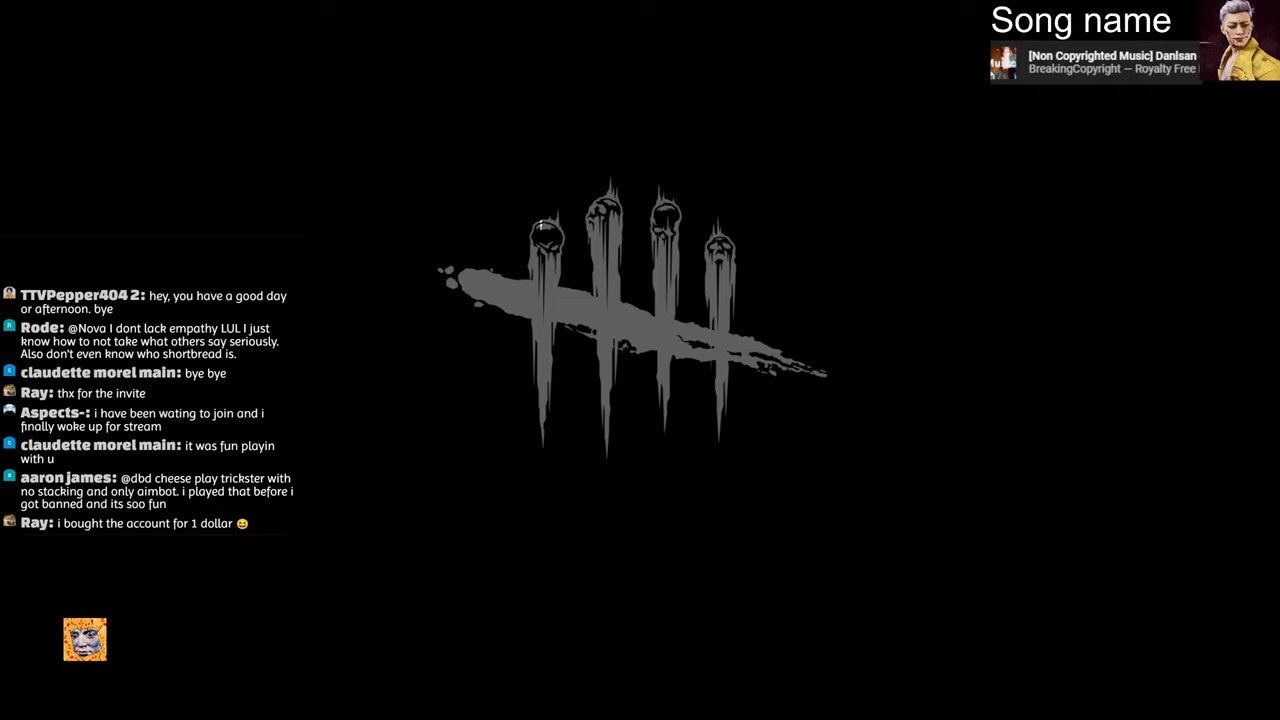 Song name
[Non Copyrighted Music] Danlsan
BreakingCopyright — Royalty Free
TTVPepper404 2: hey, you have a good day
or afternoon. bye
Rode: @Nova I dont lack empathy LUL I just
know how to not take what others say seriously.
Also don't even know who shortbread is.
claudette morel main: bye bye
Ray: thx for the invite
Aspects-: i have been wating to join and i
finally woke up for stream
claudette morel main: it was fun playin
with u
aaron james: @dbd cheese play trickster with
no stacking and only aimbot. i played that before i
got banned and its soo fun
Ray: i bought the account for 1 dollar 😄